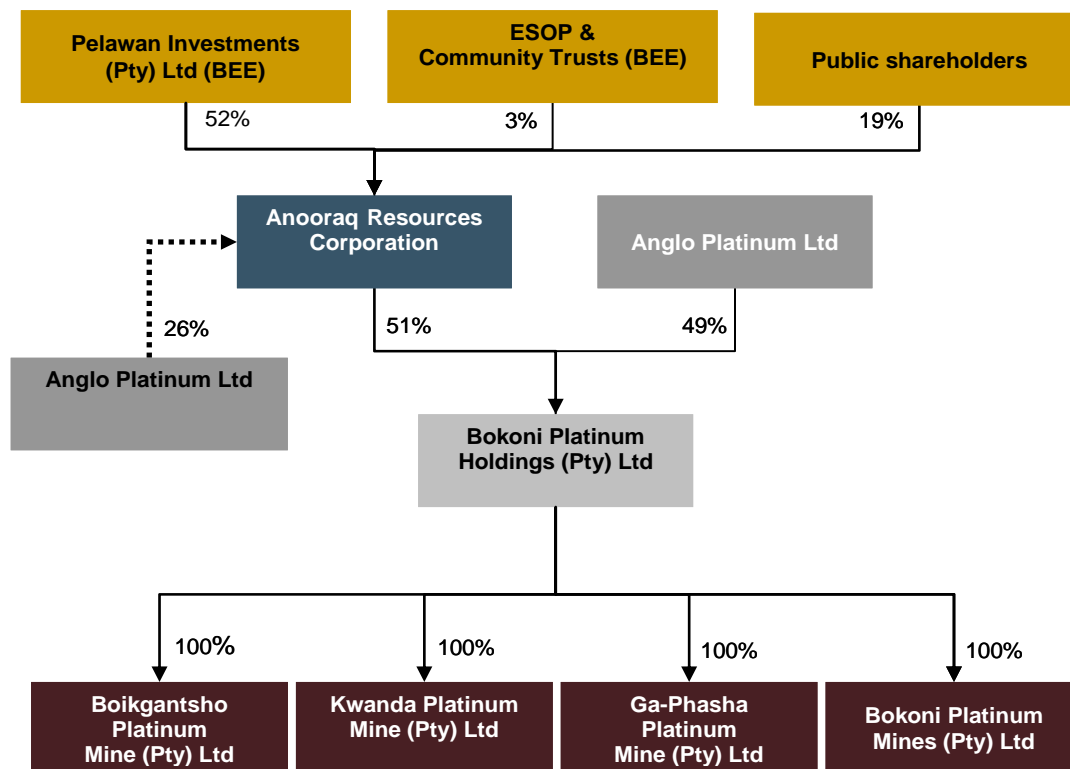 Pelawan Investments
(Pty) Ltd (BEE)
ESOP &
Community Trusts (BEE)
Public shareholders
52%
3%
19%
Anooraq Resources
Corporation
Anglo Platinum Ltd
26%
51%
49%
Anglo Platinum Ltd
Bokoni Platinum
Holdings (Pty) Ltd
100%
100%
100%
100%
Boikgantsho
Platinum
Mine (Pty) Ltd
Kwanda Platinum
Mine (Pty) Ltd
Ga-Phasha
Platinum
Mine (Pty) Ltd
Bokoni Platinum
Mines (Pty) Ltd